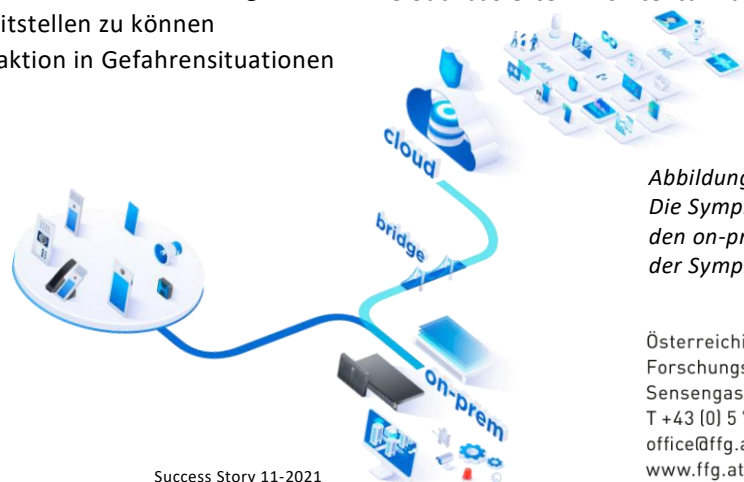 itstellen zu können
aktion in Gefahrensituationen
cloud
bridge
on-prem
API
Abbildung
Die Symp
den on-pr
der Symp
Österreichi
Forschungs
Sensengas
T +43 (0) 5
office@ffg.a
www.ffg.at
Success Story 11-2021